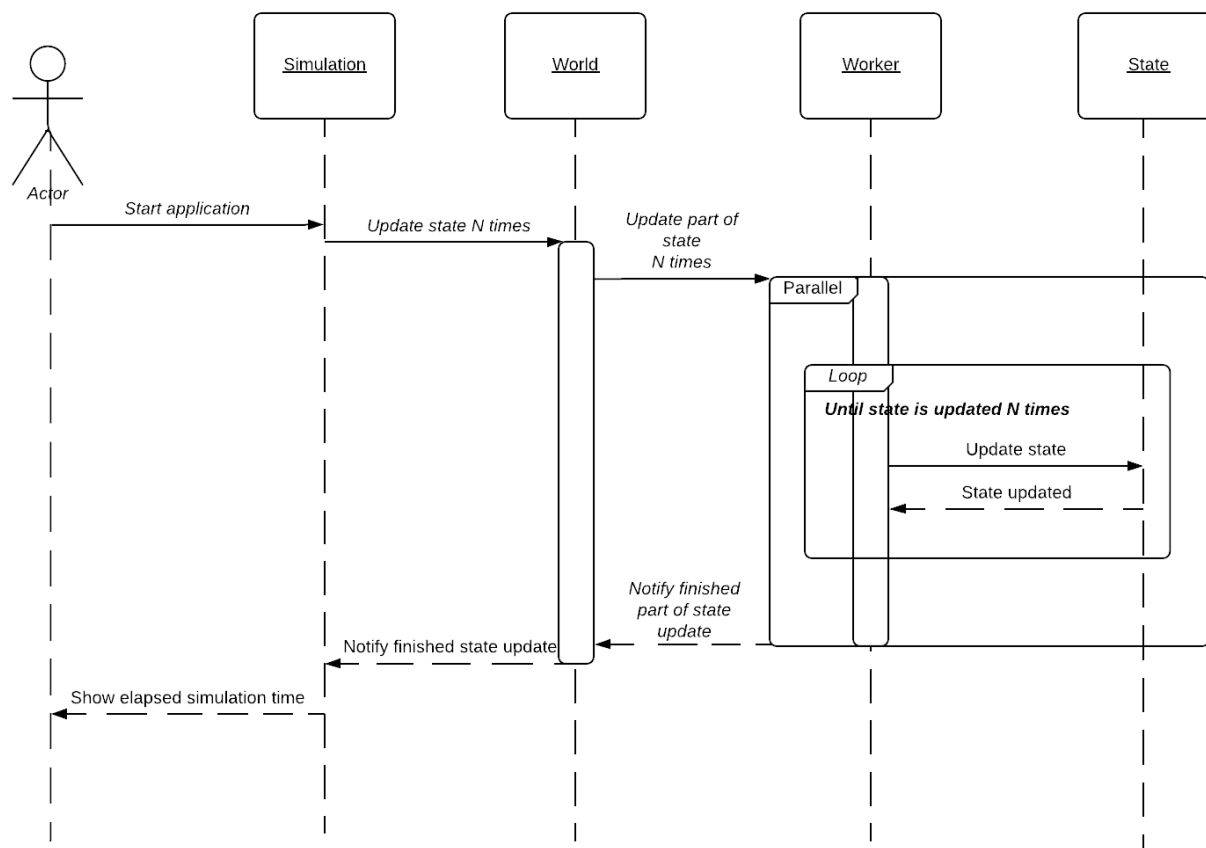 Simulation
World
Worker
State
Actor
Start application
Update state N times
Update part of
state
N times
Parallel
Loop
Until state is updated N times
Update state
State updated
Notify finished
part of state
update
Notify finished state update
Show elapsed simulation time